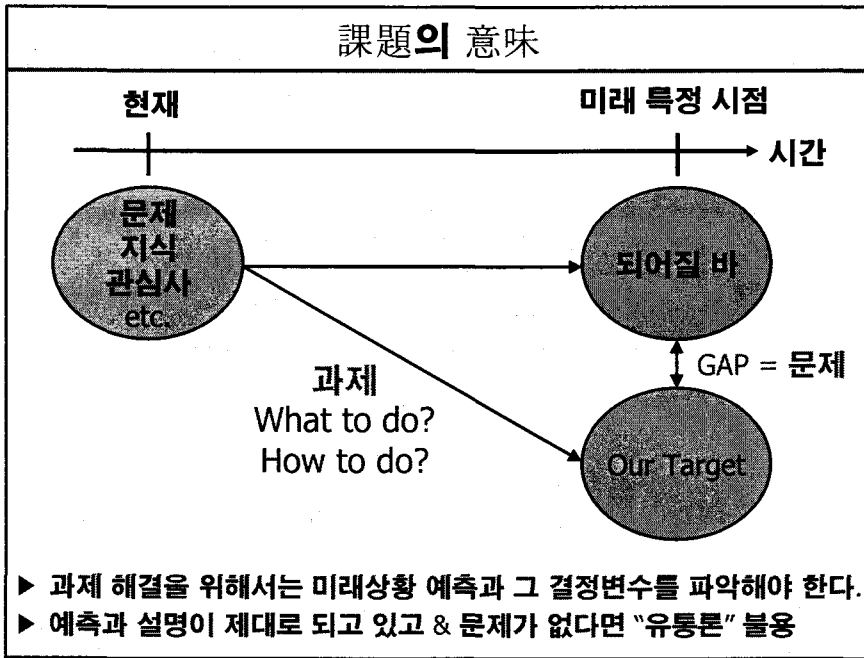 課題의 意味
현재
미래 특정 시점
시간
문제
지식
관심사
etc.
되어질 바
GAP = 문제
과제
What to do?
How to do?
Our Target
▶ 과제 해결을 위해서는 미래상황 예측과 그 결정변수를 파악해야 한다.
▶ 예측과 설명이 제대로 되고 있고 & 문제가 없다면 “유통론” 불용